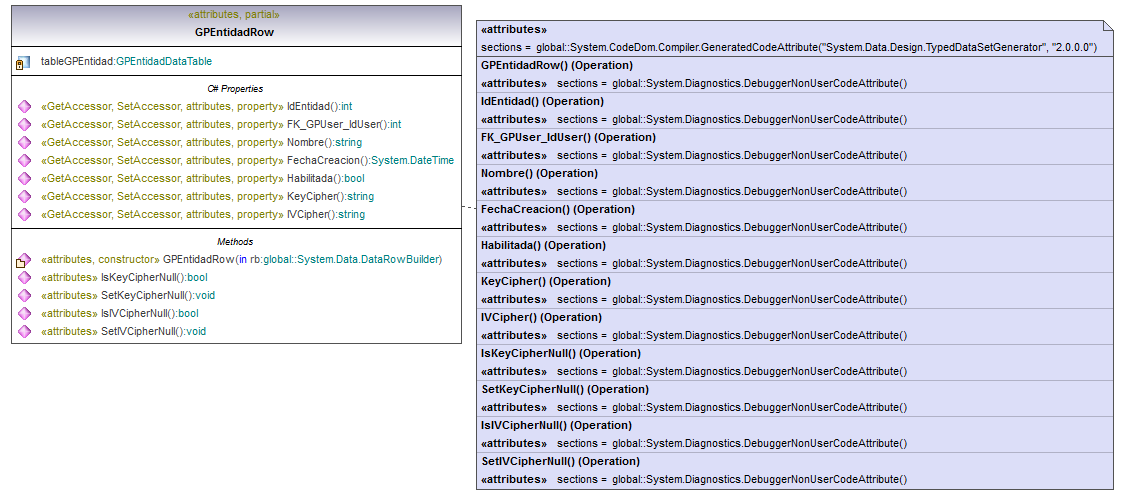 «attributes, partial»
GPEntidadRow
tableGPEntidad:GPEntidadDataTable
C# Properties
«GetAccessor, SetAccessor, attributes, property» IdEntidad():int
«GetAccessor, SetAccessor, attributes, property» FK_GPUser_IdUser():int
«GetAccessor, SetAccessor, attributes, property» Nombre():string
«GetAccessor, SetAccessor, attributes, property» FechaCreacion():System.DateTime
«GetAccessor, SetAccessor, attributes, property» Habilitada():bool
«GetAccessor, SetAccessor, attributes, property» KeyCipher():string
«GetAccessor, SetAccessor, attributes, property» IVCipher():string
Methods
«attributes, constructor» GPEntidadRow(in rb:global::System.Data.DataRowBuilder)
«attributes» IsKeyCipherNull():bool
«attributes» SetKeyCipherNull():void
«attributes» IsIVCipherNull():bool
«attributes» SetIVCipherNull():void
«attributes»
sections = global::System.CodeDom.Compiler.GeneratedCodeAttribute("System.Data.Design.TypedDataSetGenerator", "2.0.0.0")
GPEntidadRow() (Operation)
«attributes» sections = global::System.Diagnostics.DebuggerNonUserCodeAttribute()
IdEntidad() (Operation)
«attributes» sections = global::System.Diagnostics.DebuggerNonUserCodeAttribute()
FK_GPUser_IdUser() (Operation)
«attributes» sections = global::System.Diagnostics.DebuggerNonUserCodeAttribute()
Nombre() (Operation)
«attributes» sections = global::System.Diagnostics.DebuggerNonUserCodeAttribute()
FechaCreacion() (Operation)
«attributes» sections = global::System.Diagnostics.DebuggerNonUserCodeAttribute()
Habilitada() (Operation)
«attributes» sections = global::System.Diagnostics.DebuggerNonUserCodeAttribute()
KeyCipher() (Operation)
«attributes» sections = global::System.Diagnostics.DebuggerNonUserCodeAttribute()
IVCipher() (Operation)
«attributes» sections = global::System.Diagnostics.DebuggerNonUserCodeAttribute()
IsKeyCipherNull() (Operation)
«attributes» sections = global::System.Diagnostics.DebuggerNonUserCodeAttribute()
SetKeyCipherNull() (Operation)
«attributes» sections = global::System.Diagnostics.DebuggerNonUserCodeAttribute()
IsIVCipherNull() (Operation)
«attributes» sections = global::System.Diagnostics.DebuggerNonUserCodeAttribute()
SetIVCipherNull() (Operation)
«attributes» sections = global::System.Diagnostics.DebuggerNonUserCodeAttribute()